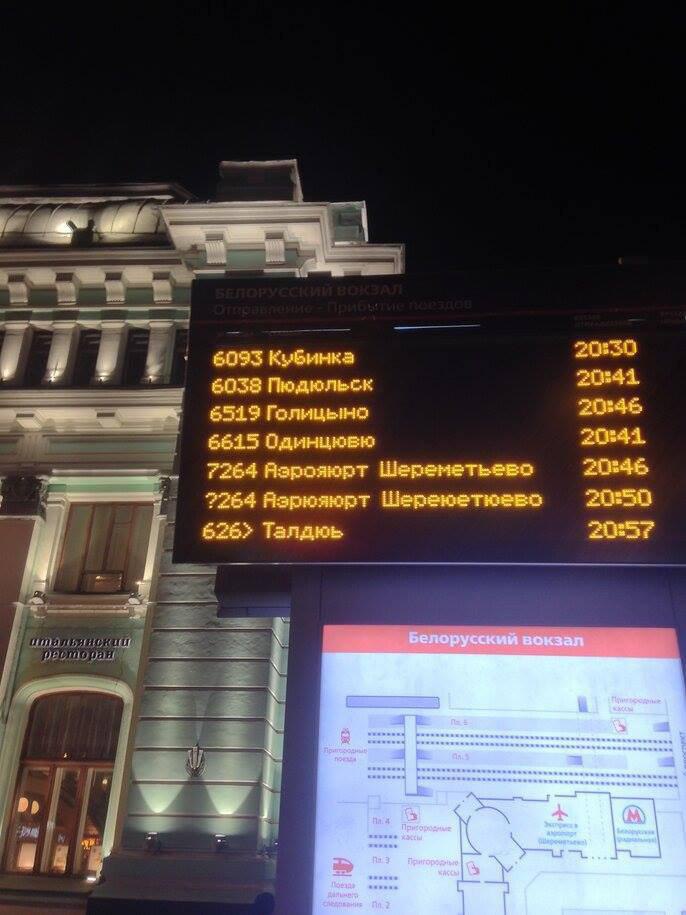 БЕЛОРУССКИЙ ВОКЗАЛ
Отправление - Прибытие поездов
6093 Кубинка 20:30
6038 Пюдюльск 20:41
6519 Голицыно 20:46
6615 Одинцювю 20:41
7264 Аэрояюрт Шереметьево 20:46
?264 Аэрюяюрт Шереюетюево 20:50
626> Талдюь 20:57
итальянский
ресторан
Белорусский вокзал
Пригородные
кассы
Пл. 6
Пригородные
поезда
Пл. 5
Пл. 4
Пригородные
кассы
Экспресс в
аэропорт
(Шереметьево)
Белорусская
(радиальная)
Пл. 3
Пригородные
кассы
Поезда
дальнего
следования
Пл. 2